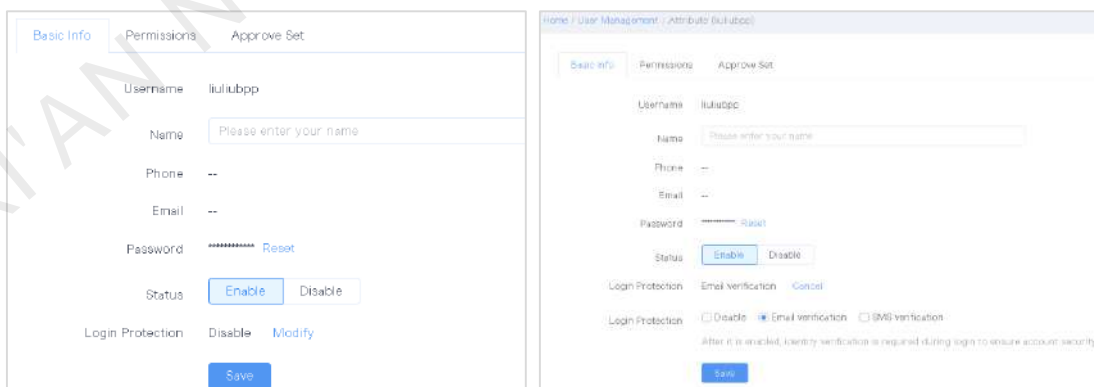 Basic Info Permissions Approve Set
Username liuliubpp
Name Please enter your name
Phone --
Email --
Password ************ Reset
Status Enable Disable
Login Protection Disable Modify
Save
Home / User Management / Attribute (liuliubpp)
Basic Info Permissions Approve Set
Username liuliubpp
Name Please enter your name
Phone --
Email --
Password ************ Reset
Status Enable Disable
Login Protection Email verification Cancel
Login Protection Disable Email verification SMS verification
After it is enabled, identity verification is required during login to ensure account security
Save